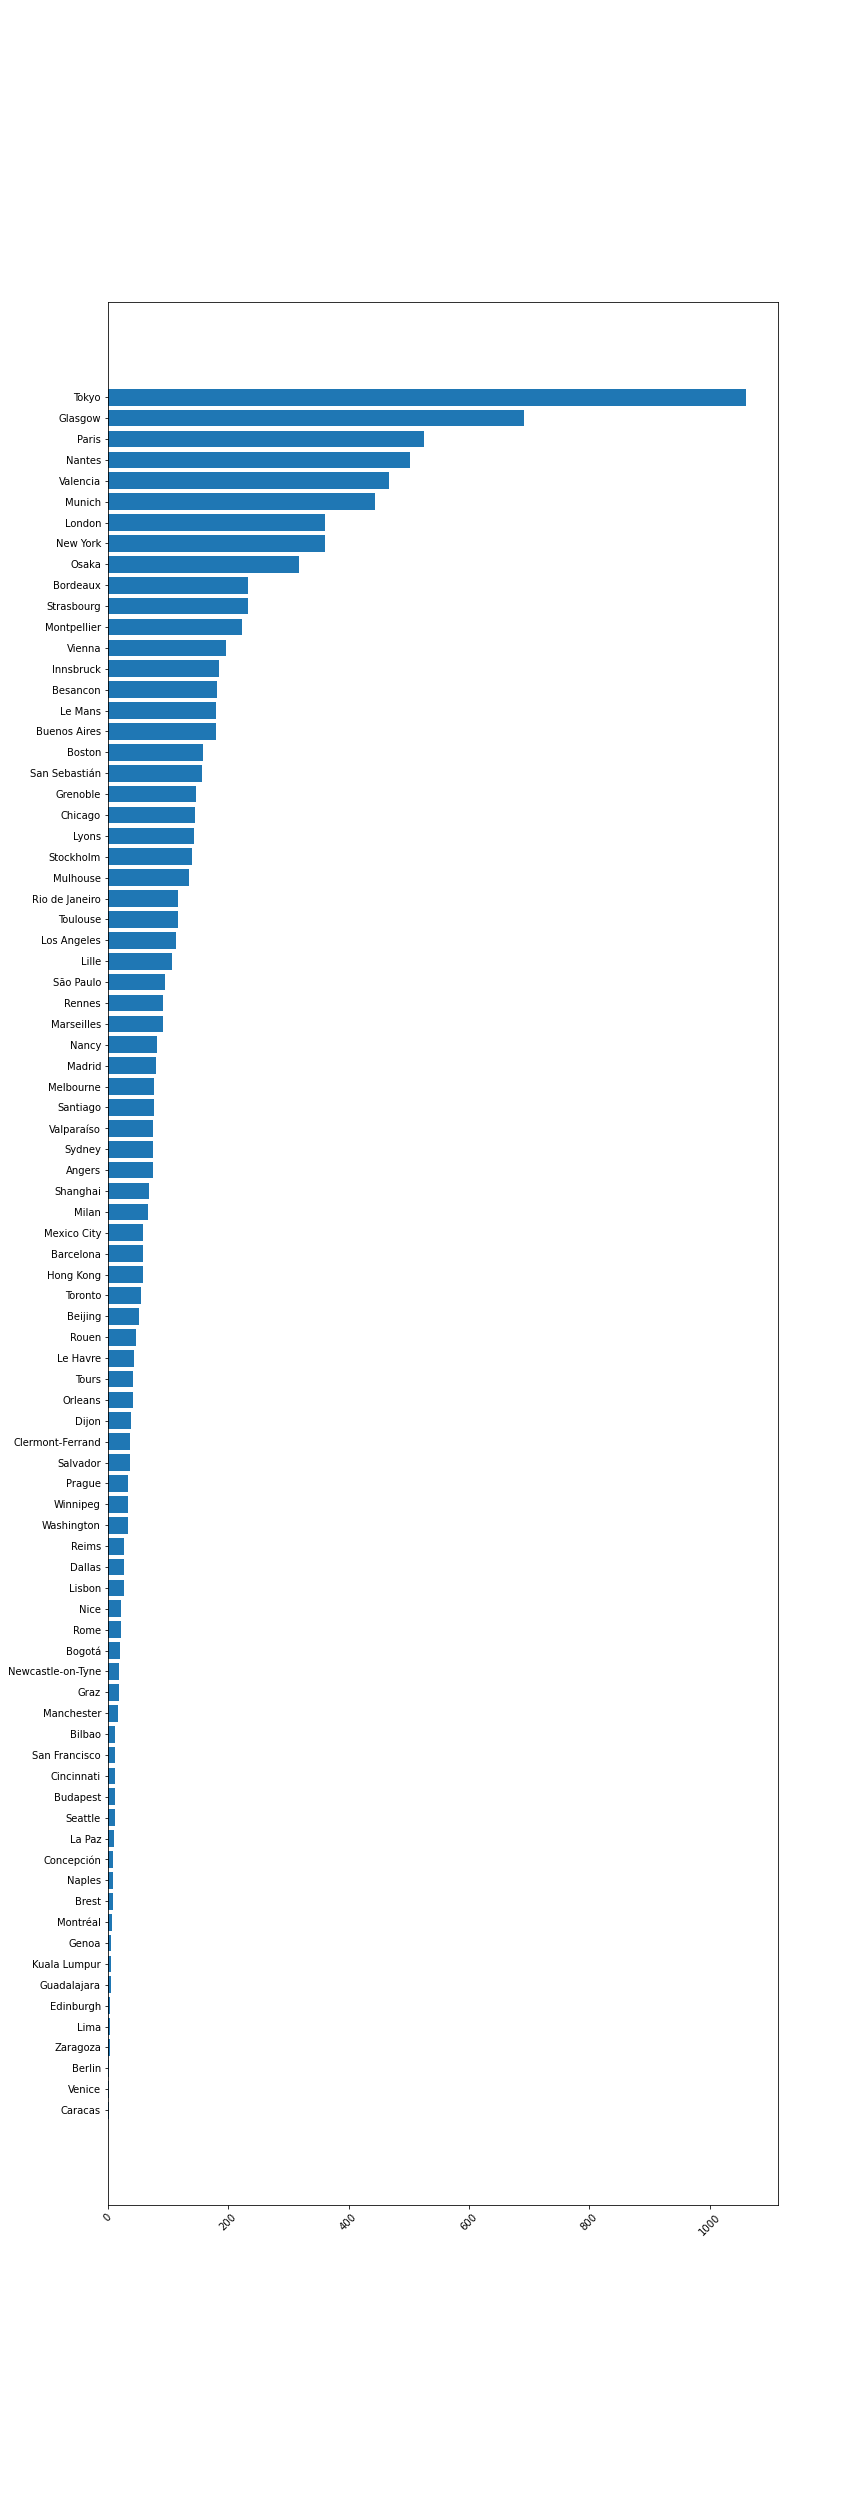 Tokyo
Glasgow
Paris
Nantes
Valencia
Munich
London
New York
Osaka
Bordeaux
Strasbourg
Montpellier
Vienna
Innsbruck
Besancon
Le Mans
Buenos Aires
Boston
San Sebastián
Grenoble
Chicago
Lyons
Stockholm
Mulhouse
Rio de Janeiro
Toulouse
Los Angeles
Lille
São Paulo
Rennes
Marseilles
Nancy
Madrid
Melbourne
Santiago
Valparaíso
Sydney
Angers
Shanghai
Milan
Mexico City
Barcelona
Hong Kong
Toronto
Beijing
Rouen
Le Havre
Tours
Orleans
Dijon
Clermont-Ferrand
Salvador
Prague
Winnipeg
Washington
Reims
Dallas
Lisbon
Nice
Rome
Bogotá
Newcastle-on-Tyne
Graz
Manchester
Bilbao
San Francisco
Cincinnati
Budapest
Seattle
La Paz
Concepción
Naples
Brest
Montréal
Genoa
Kuala Lumpur
Guadalajara
Edinburgh
Lima
Zaragoza
Berlin
Venice
Caracas
0 200 400 600 800 1000